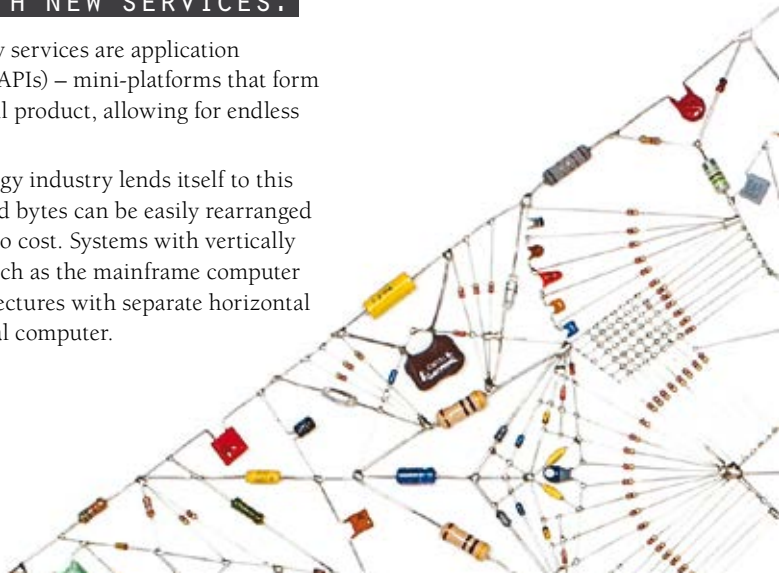 H NEW SERVICES.
y services are application
APIs) – mini-platforms that form
l product, allowing for endless
gy industry lends itself to this
d bytes can be easily rearranged
o cost. Systems with vertically
ch as the mainframe computer
ectures with separate horizontal
al computer.